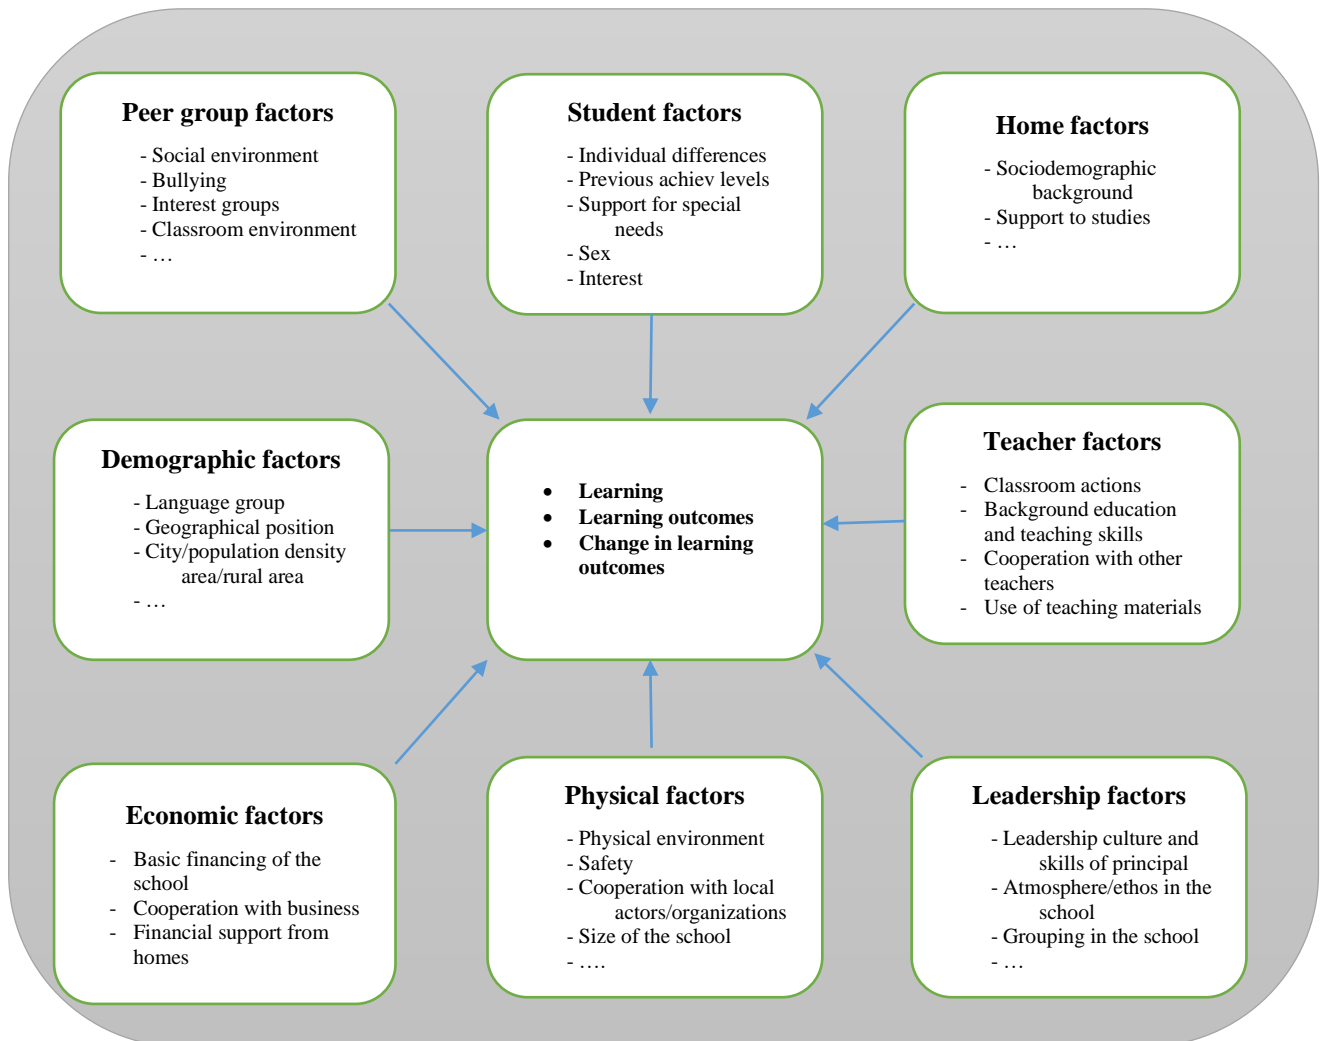 Peer group factors
- Social environment
- Bullying
- Interest groups
- Classroom environment
- …
Student factors
- Individual differences
- Previous achiev levels
- Support for special
needs
- Sex
- Interest
Home factors
- Sociodemographic
background
- Support to studies
- …
Demographic factors
- Language group
- Geographical position
- City/population density
area/rural area
- …
• Learning
• Learning outcomes
• Change in learning
outcomes
Teacher factors
- Classroom actions
- Background education
and teaching skills
- Cooperation with other
teachers
- Use of teaching materials
Economic factors
- Basic financing of the
school
- Cooperation with business
- Financial support from
homes
Physical factors
- Physical environment
- Safety
- Cooperation with local
actors/organizations
- Size of the school
- ….
Leadership factors
- Leadership culture and
skills of principal
- Atmosphere/ethos in the
school
- Grouping in the school
- …